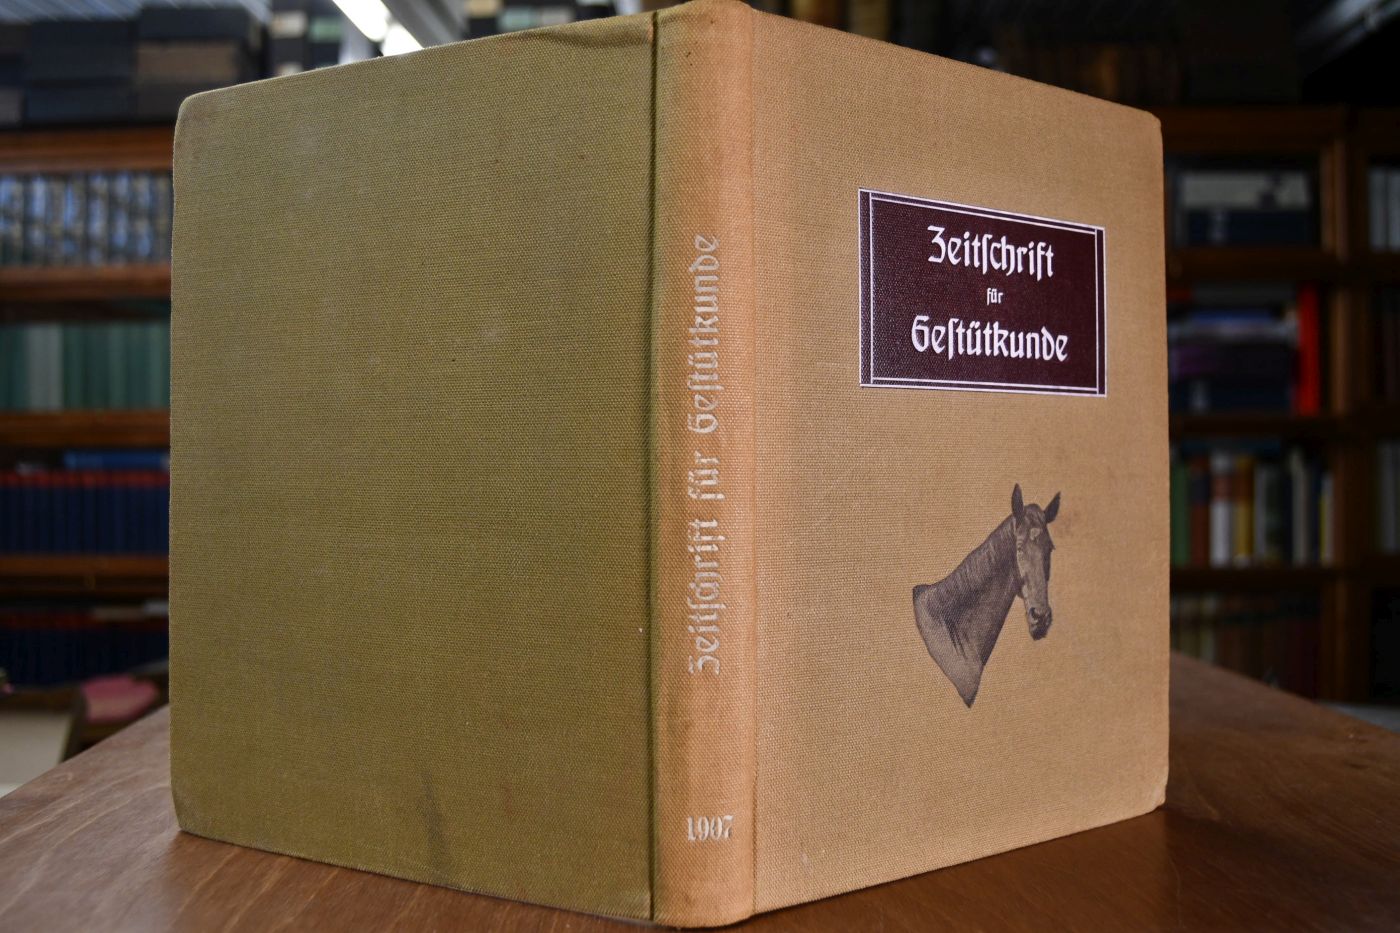 Zeitſchrift für Geſtütkunde
1907
Zeitſchrift
für
Geſtütkunde